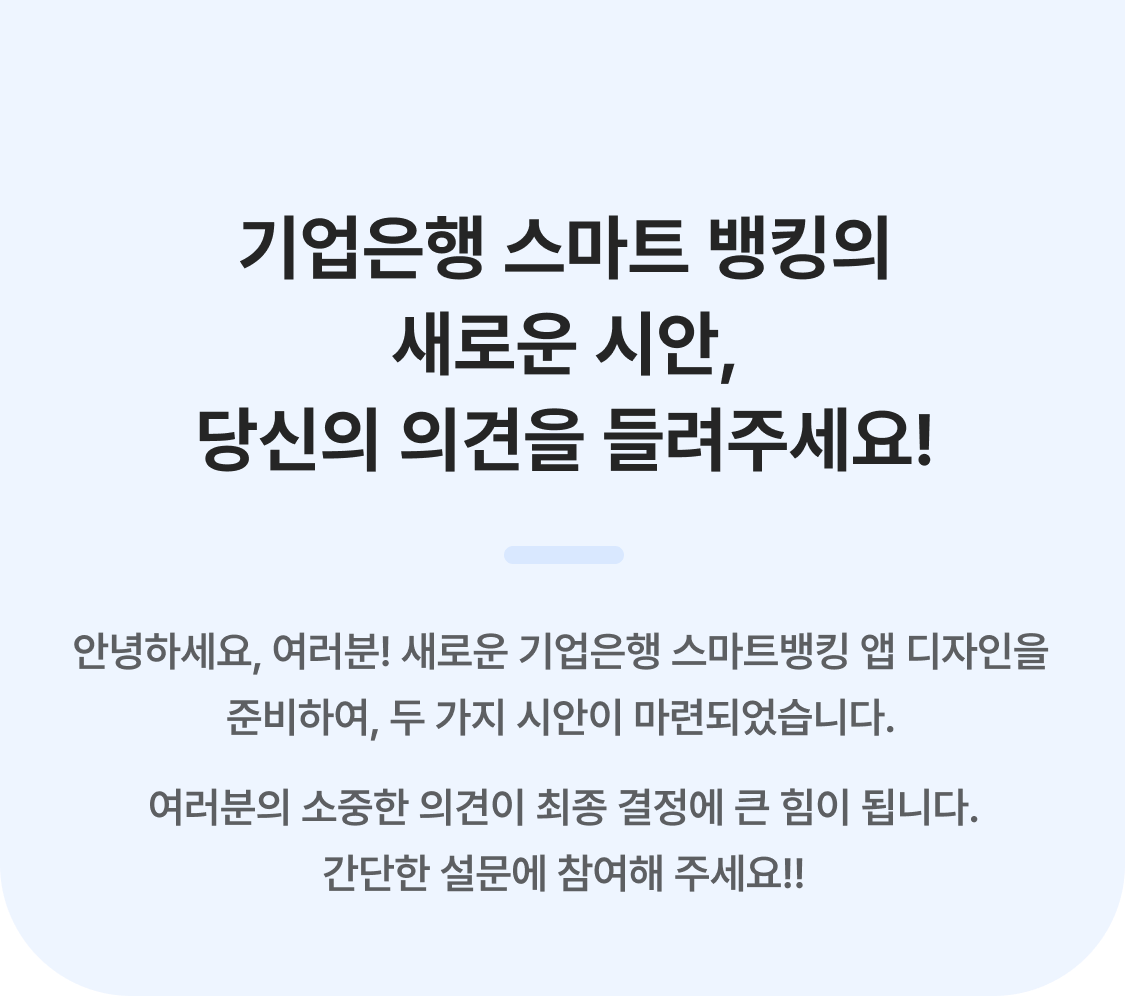 기업은행 스마트 뱅킹의
새로운 시안,
당신의 의견을 들려주세요!
안녕하세요, 여러분! 새로운 기업은행 스마트뱅킹 앱 디자인을
준비하여, 두 가지 시안이 마련되었습니다.
여러분의 소중한 의견이 최종 결정에 큰 힘이 됩니다.
간단한 설문에 참여해 주세요!!